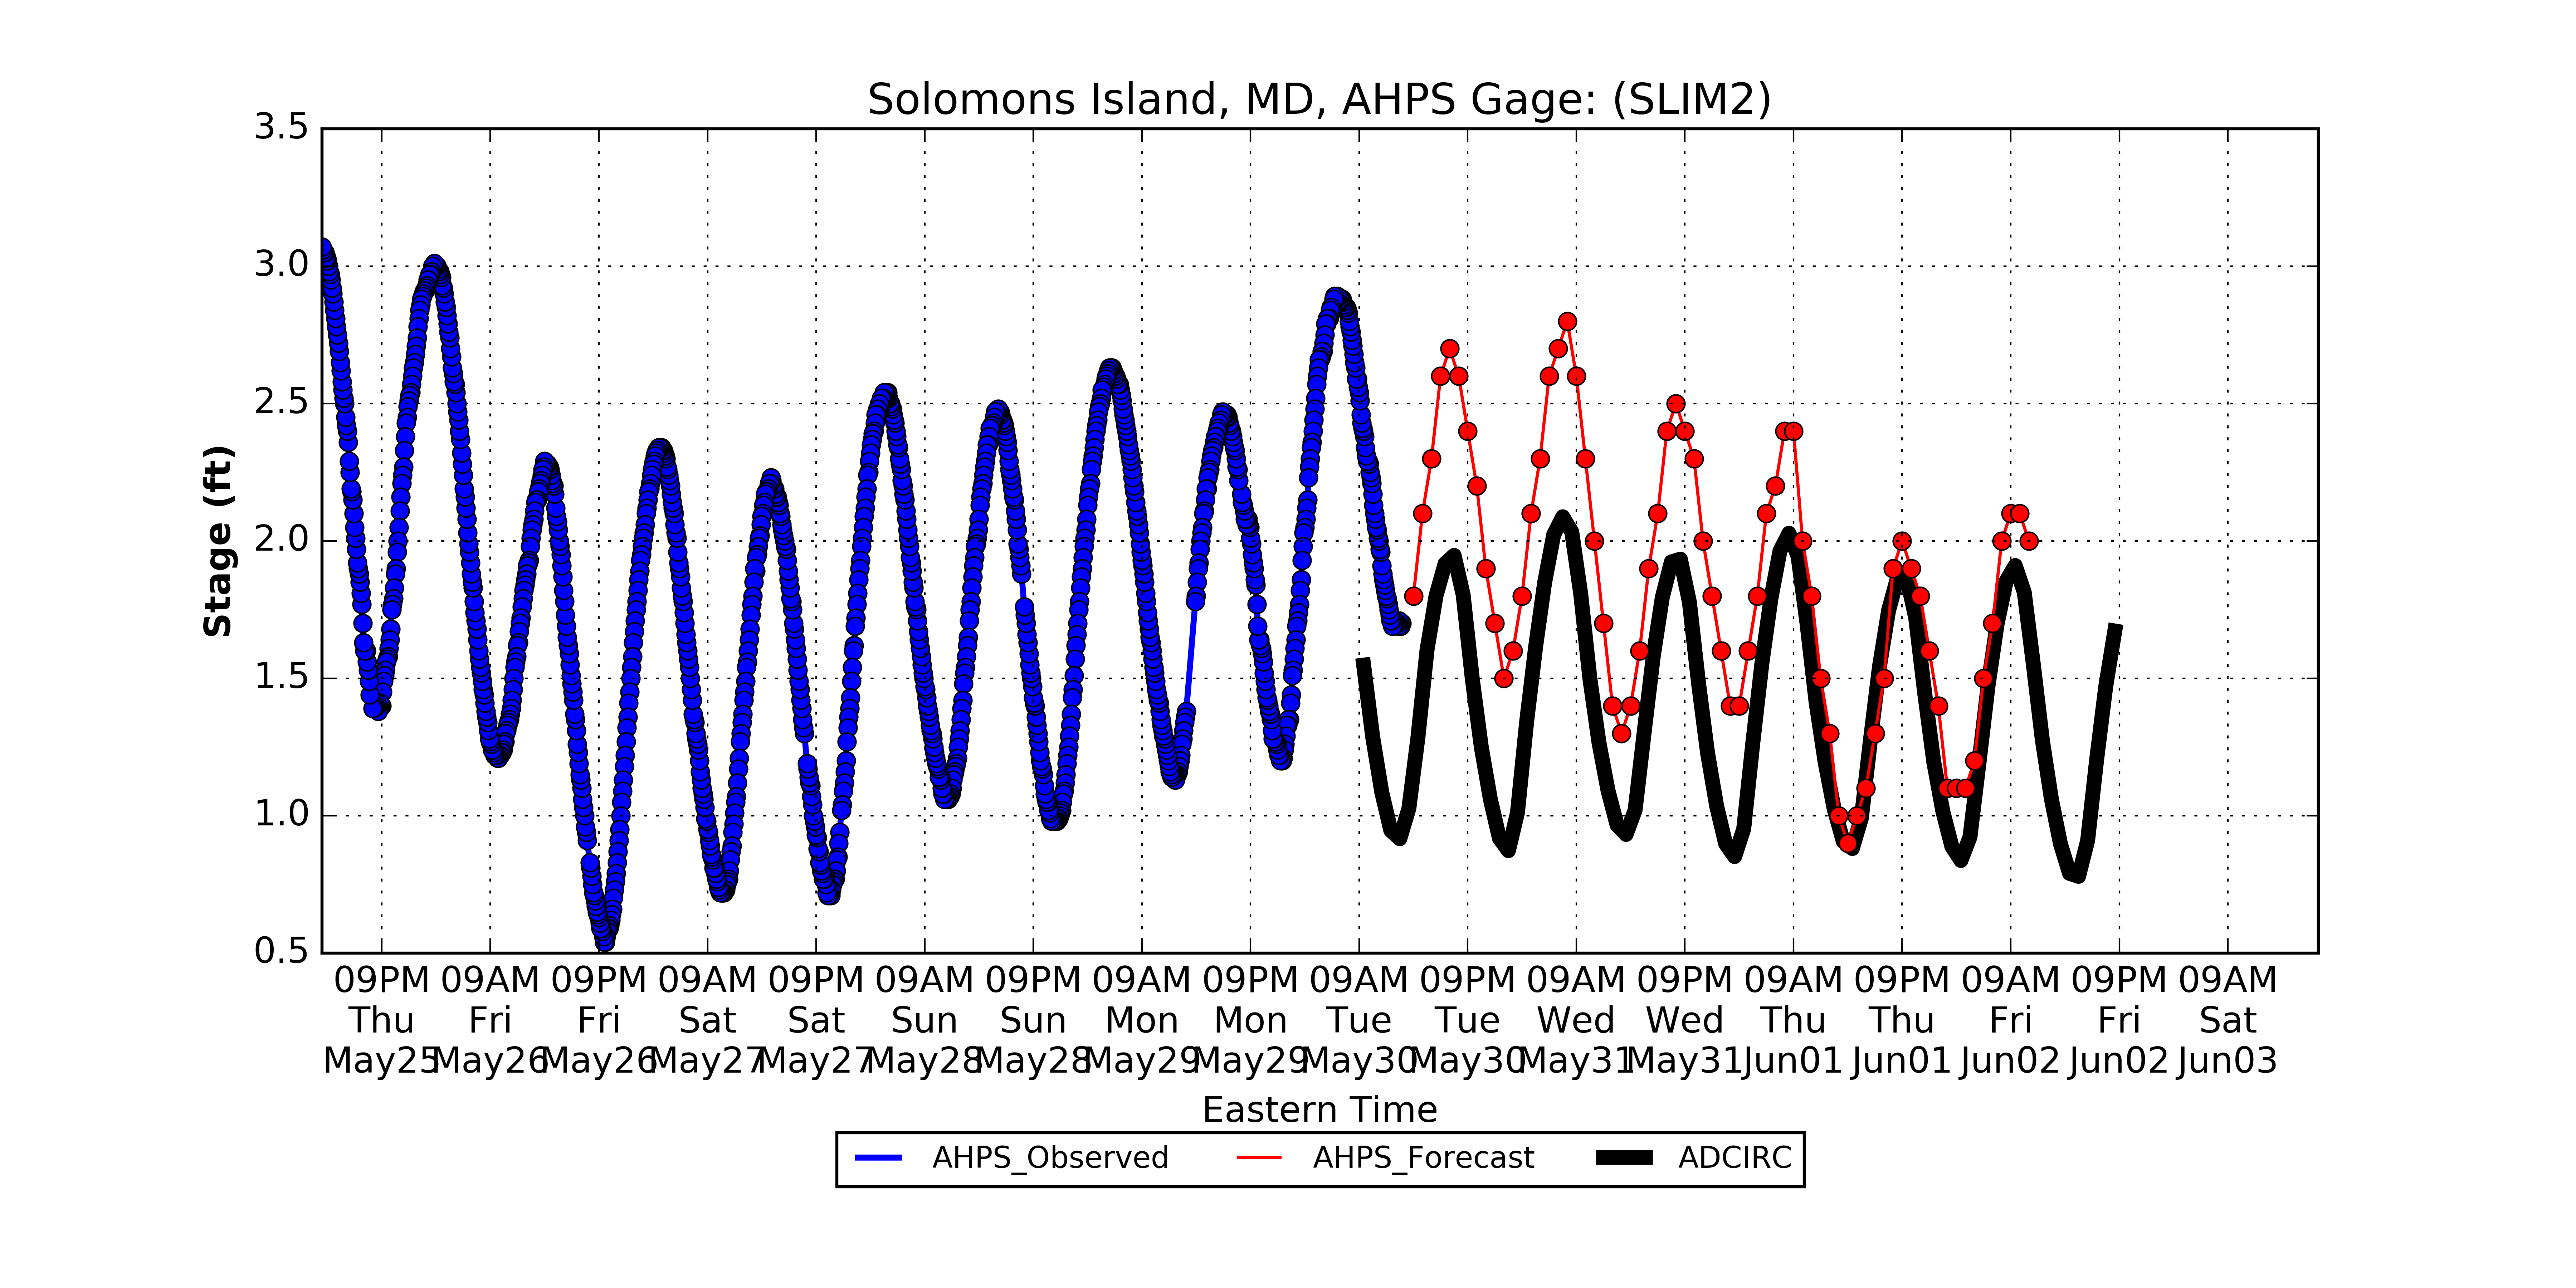 Solomons Island, MD, AHPS Gage: (SLIM2)
3.5
3.0
2.5
2.0
1.5
1.0
0.5
Stage (ft)
09PM 09AM 09PM 09AM 09PM 09AM 09PM 09AM 09PM 09AM 09PM 09AM 09PM 09AM 09PM 09AM 09PM 09AM
Thu Fri Fri Sat Sat Sun Sun Mon Mon Tue Tue Wed Wed Thu Thu Fri Fri Sat
May25 May26 May26 May27 May27 May28 May28 May29 May29 May30 May30 May31 May31 Jun01 Jun01 Jun02 Jun02 Jun03
Eastern Time
AHPS_Observed AHPS_Forecast ADCIRC